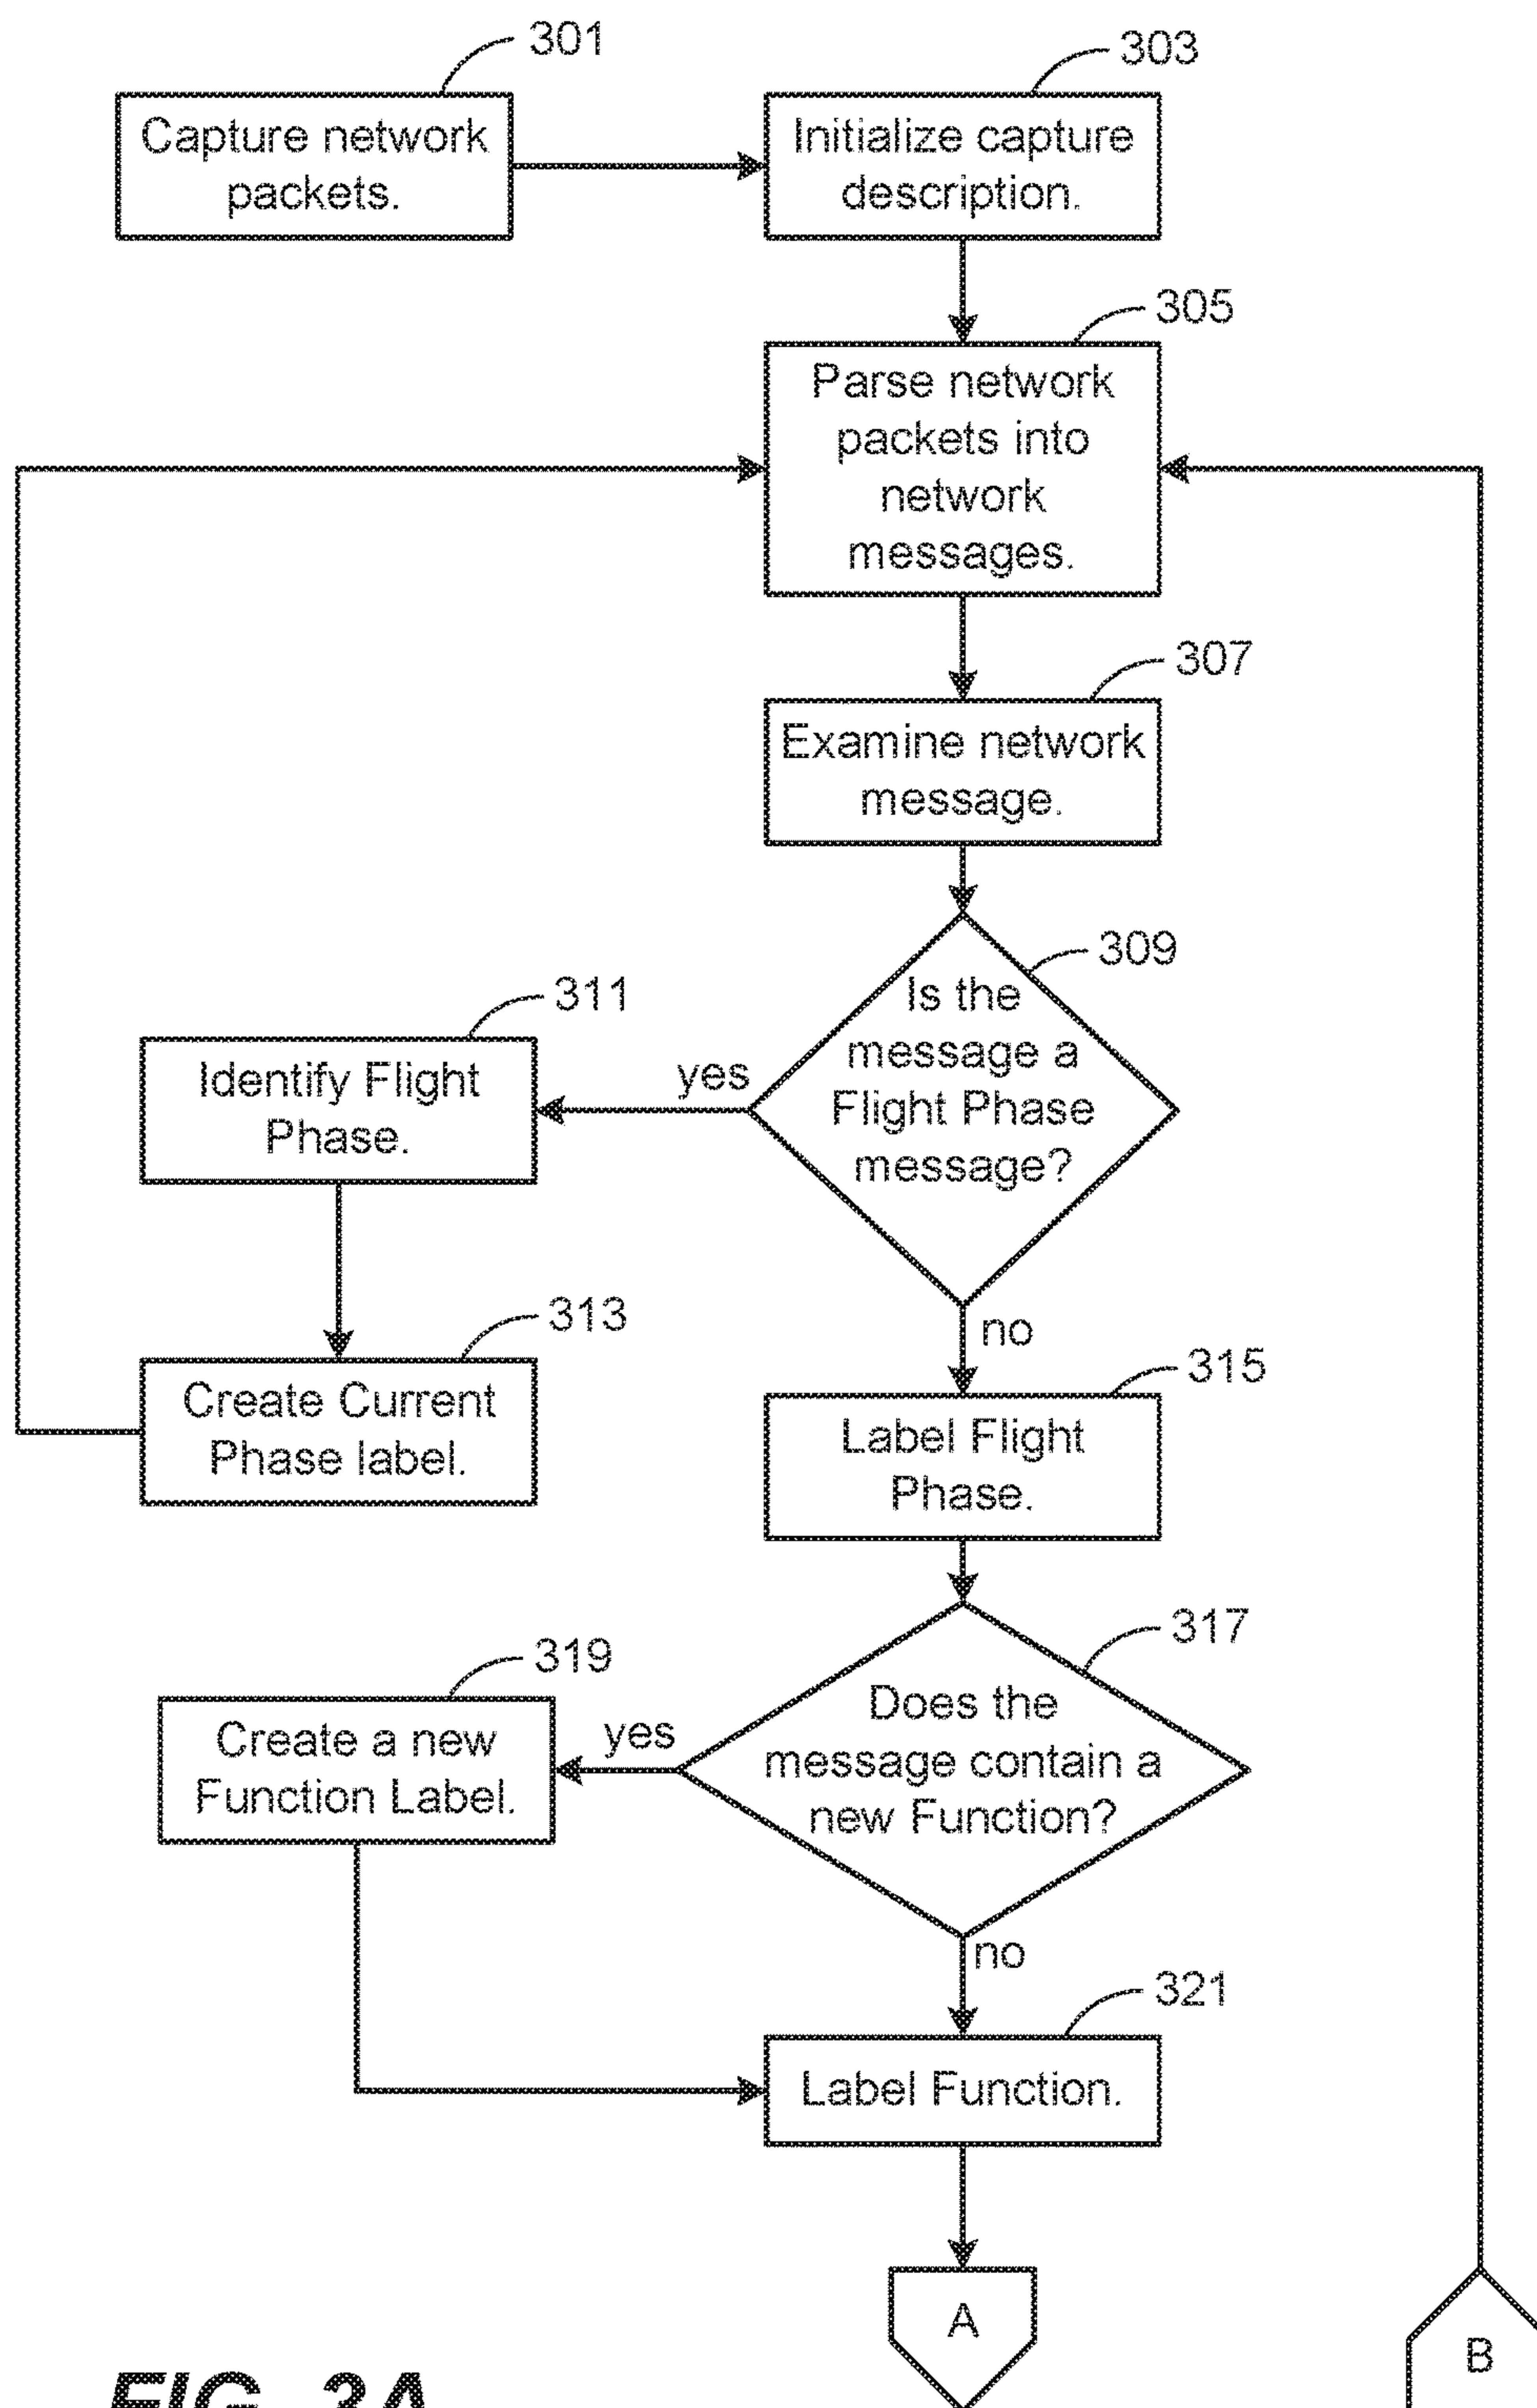 301
303
Capture network
packets.
Initialize capture
description.
305
Parse network
packets into
network
messages.
307
Examine network
message.
309
Is the
message a
Flight Phase
message?
yes
311
Identify Flight
Phase.
no
313
Create Current
Phase label.
315
Label Flight
Phase.
317
Does the
message contain a
new Function?
yes
319
Create a new
Function Label.
no
321
Label Function.
A
B
FIG. 3A